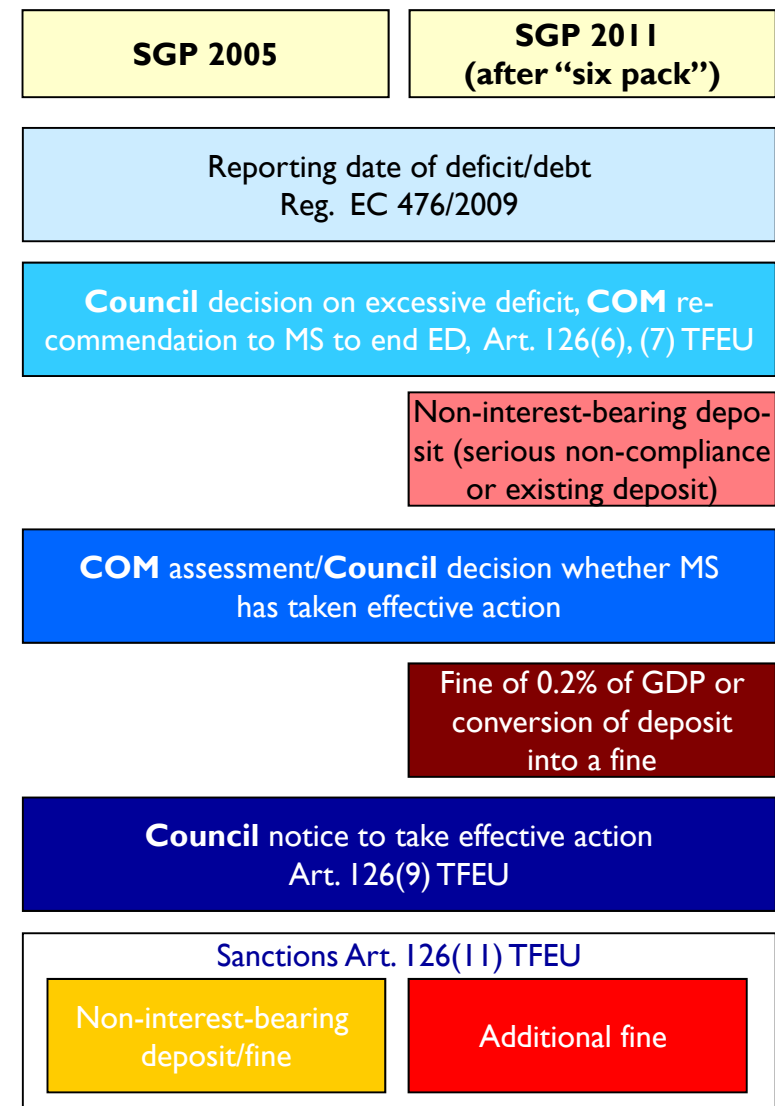 SGP 2005
SGP 2011
(after “six pack”)
Reporting date of deficit/debt
Reg. EC 476/2009
Council decision on excessive deficit, COM re-
commendation to MS to end ED, Art. 126(6), (7) TFEU
Non-interest-bearing depo-
sit (serious non-compliance
or existing deposit)
COM assessment/Council decision whether MS
has taken effective action
Fine of 0.2% of GDP or
conversion of deposit
into a fine
Council notice to take effective action
Art. 126(9) TFEU
Sanctions Art. 126(11) TFEU
Non-interest-bearing
deposit/fine
Additional fine